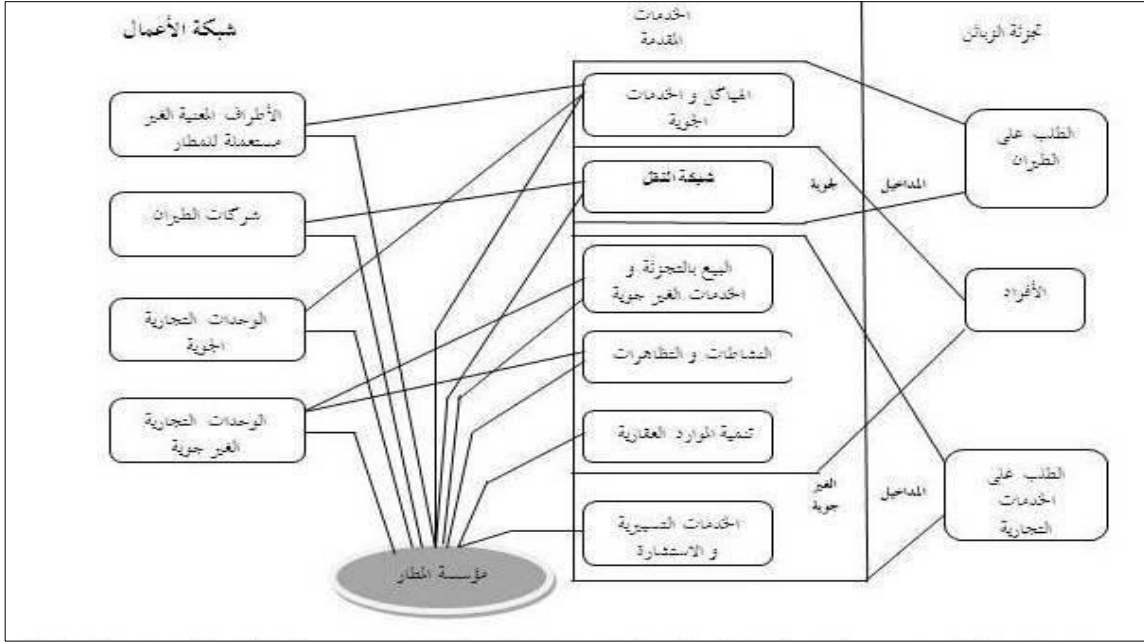 تجزئة الزبائن
الخدمات
المقدمة
شبكة الأعمال
الطلب على
الطيران
الأفراد
الطلب على
الخدمات
التجارية
المداخيل
لجوية
المداخيل
الغير
جوية
الهياكل و الخدمات
الجوية
شبكة النقل
البيع بالتجزئة و
الخدمات الغير جوية
النشاطات و التظاهرات
تنمية الموارد العقارية
الخدمات التسييرية
و الاستشارة
الأطراف المعنية الغير
مستعملة للمطار
شركات الطيران
الوحدات التجارية
الجوية
الوحدات التجارية
الغير جوية
مؤسسة المطار